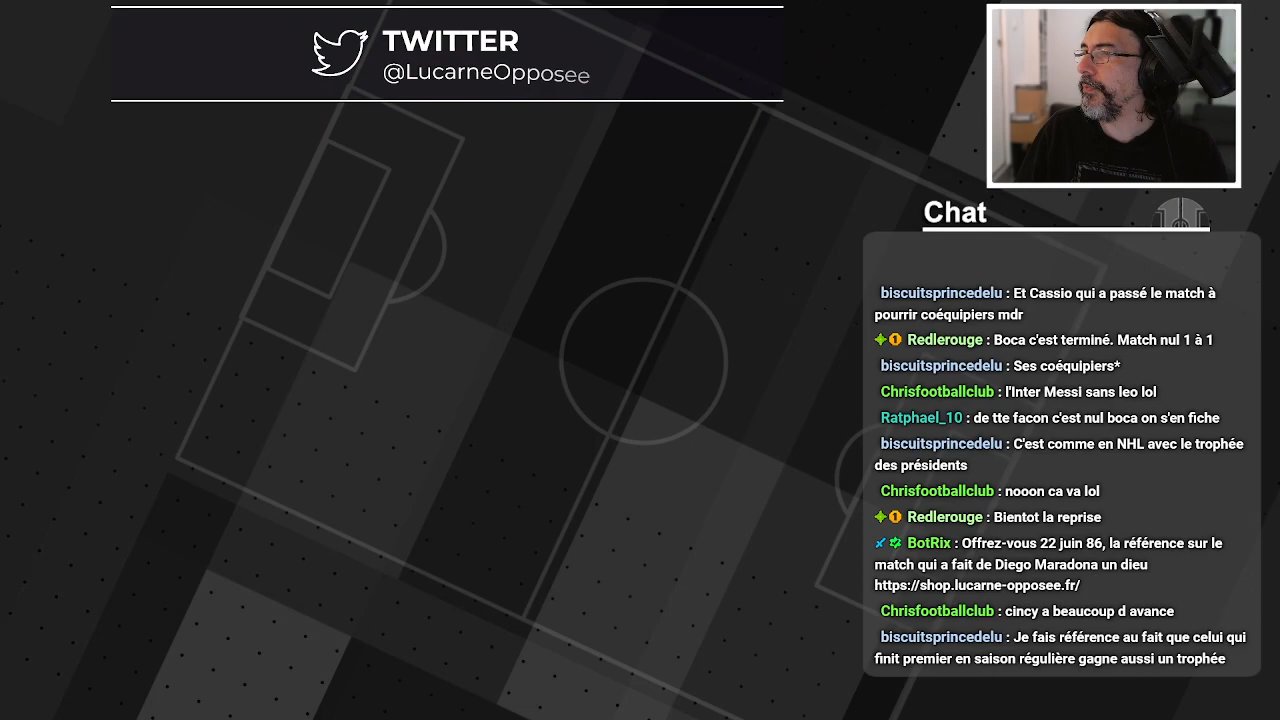 TWITTER
@LucarneOpposee
Chat
biscuitsprincedelu : Et Cassio qui a passé le match à
pourrir coéquipiers mdr
1 Redlerouge : Boca c'est terminé. Match nul 1 à 1
biscuitsprincedelu : Ses coéquipiers*
Chrisfootballclub : l'Inter Messi sans leo lol
Ratphael_10 : de tte facon c'est nul boca on s'en fiche
biscuitsprincedelu : C'est comme en NHL avec le trophée
des présidents
Chrisfootballclub : nooon ca va lol
1 Redlerouge : Bientot la reprise
BotRix : Offrez-vous 22 juin 86, la référence sur le
match qui a fait de Diego Maradona un dieu
https://shop.lucarne-opposee.fr/
Chrisfootballclub : cincy a beaucoup d avance
biscuitsprincedelu : Je fais référence au fait que celui qui
finit premier en saison régulière gagne aussi un trophée